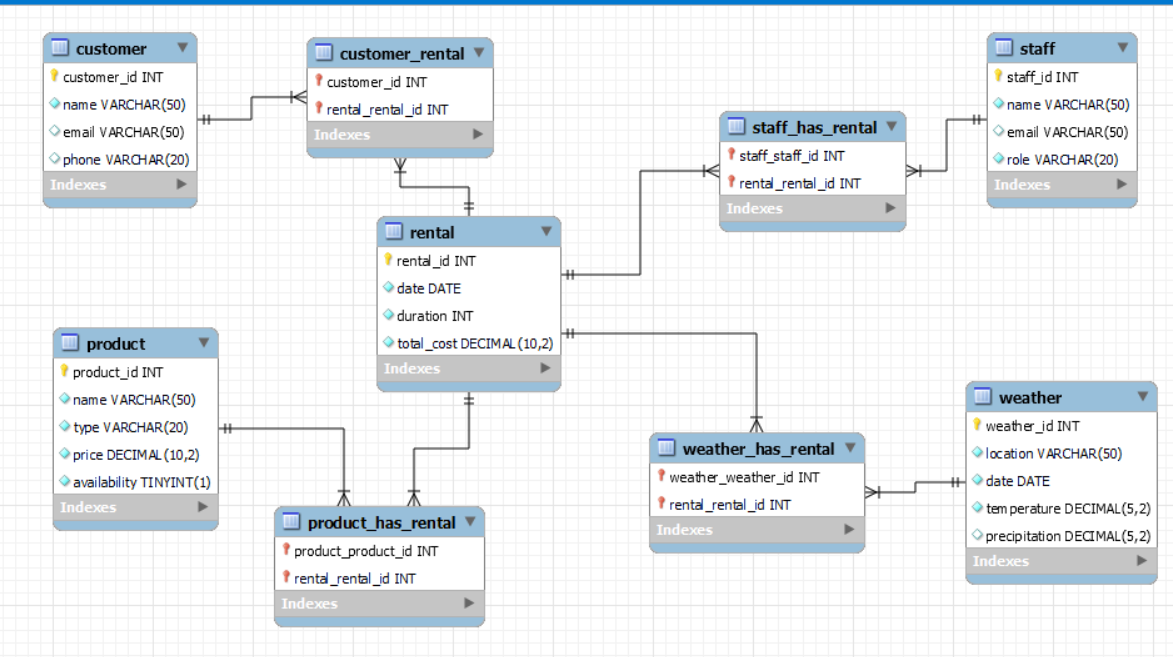 customer
customer_id INT
name VARCHAR(50)
email VARCHAR(50)
phone VARCHAR(20)
Indexes
customer_rental
customer_id INT
rental_rental_id INT
Indexes
staff_has_rental
staff_staff_id INT
rental_rental_id INT
Indexes
staff
staff_id INT
name VARCHAR(50)
email VARCHAR(50)
role VARCHAR(20)
Indexes
rental
rental_id INT
date DATE
duration INT
total_cost DECIMAL(10,2)
Indexes
product
product_id INT
name VARCHAR(50)
type VARCHAR(20)
price DECIMAL(10,2)
availability TINYINT(1)
Indexes
product_has_rental
product_product_id INT
rental_rental_id INT
Indexes
weather_has_rental
weather_weather_id INT
rental_rental_id INT
Indexes
weather
weather_id INT
location VARCHAR(50)
date DATE
temperature DECIMAL(5,2)
precipitation DECIMAL(5,2)
Indexes